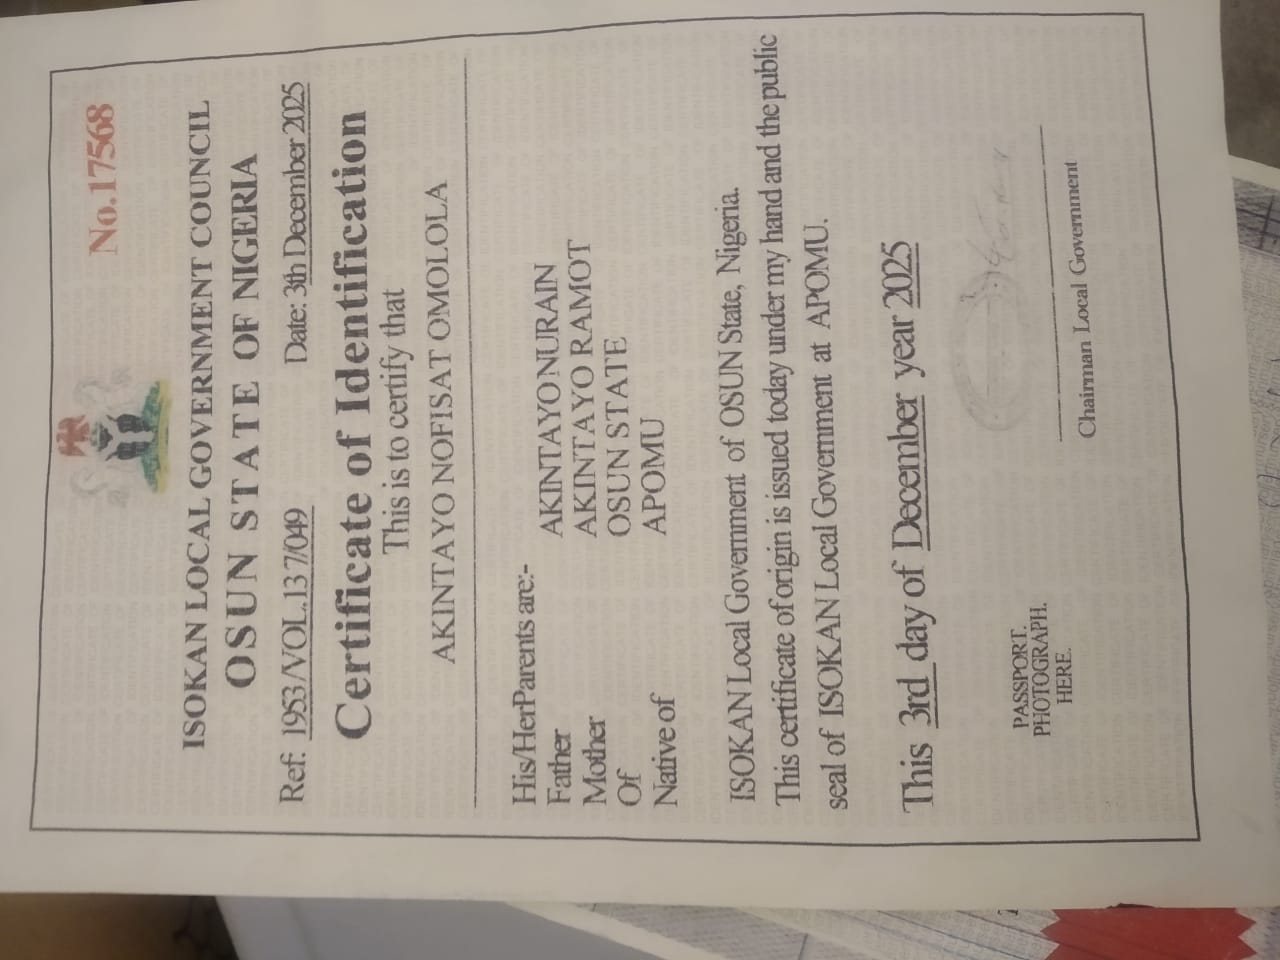 No.17568
ISOKAN LOCAL GOVERNMENT COUNCIL
OSUN STATE OF NIGERIA
Ref: 1953/VOL.13 7/049 Date: 3th December 2025
Certificate of Identification
This is to certify that
AKINTAYO NOFISAT OMOLOLA
His/HerParents are:-
Father AKINTAYO NURAIN
Mother AKINTAYO RAMOT
Of OSUN STATE
Native of APOMU
ISOKAN Local Government of OSUN State, Nigeria.
This certificate of origin is issued today under my hand and the public
seal of ISOKAN Local Government at APOMU.
This 3rd day of December year 2025
PASSPORT.
PHOTOGRAPH.
HERE.
Chairman Local Government